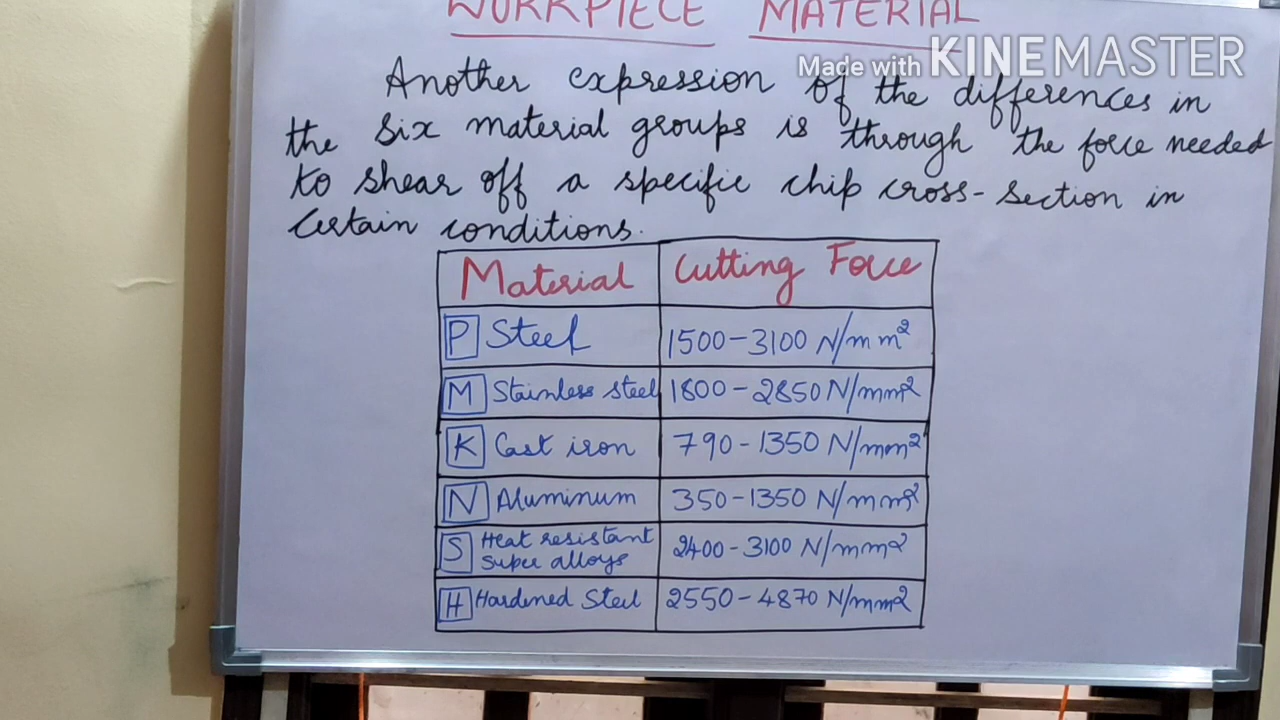 WORKPIECE MATERIAL
Made with KINEMASTER
Another expression of the differences in
the six material groups is through the force needed
to shear off a specific chip cross-section in
certain conditions.
Material Cutting Force
P Steel 1500-3100 N/mm²
M Stainless steel 1800-2850 N/mm²
K Cast iron 790-1350 N/mm²
N Aluminum 350-1350 N/mm²
S Heat resistant
super alloys 2400-3100 N/mm²
H Hardened Steel 2550-4870 N/mm²